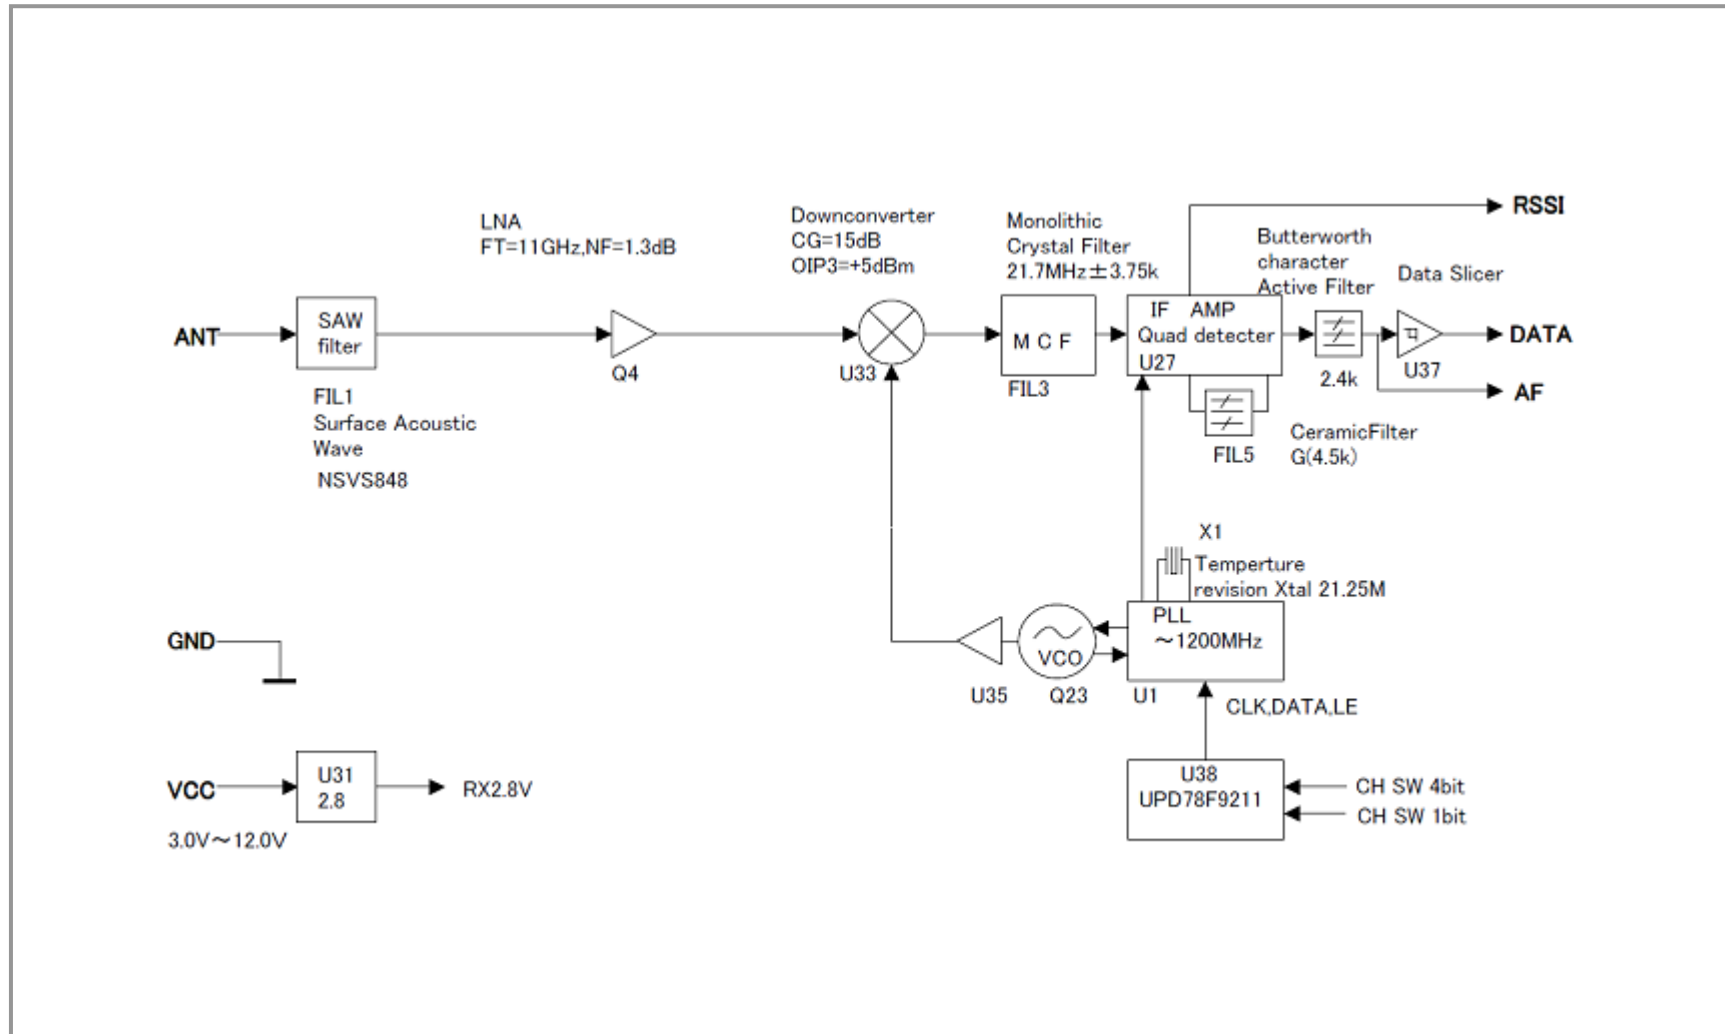 LNA
FT=11GHz,NF=1.3dB
Downconverter
CG=15dB
OIP3=+5dBm
Monolithic
Crystal Filter
21.7MHz±3.75k
RSSI
Butterworth
character
Active Filter
Data Slicer
ANT
SAW
filter
Q4
U33
M C F
FIL3
IF AMP
Quad detecter
U27
2.4k
U37
DATA
AF
FIL1
Surface Acoustic
Wave
NSVS848
FIL5
CeramicFilter
G(4.5k)
X1
Temperture
revision Xtal 21.25M
PLL
~1200MHz
GND
VCO
U35
Q23
U1
CLK,DATA,LE
VCC
3.0V~12.0V
U31
2.8
RX2.8V
U38
UPD78F9211
CH SW 4bit
CH SW 1bit